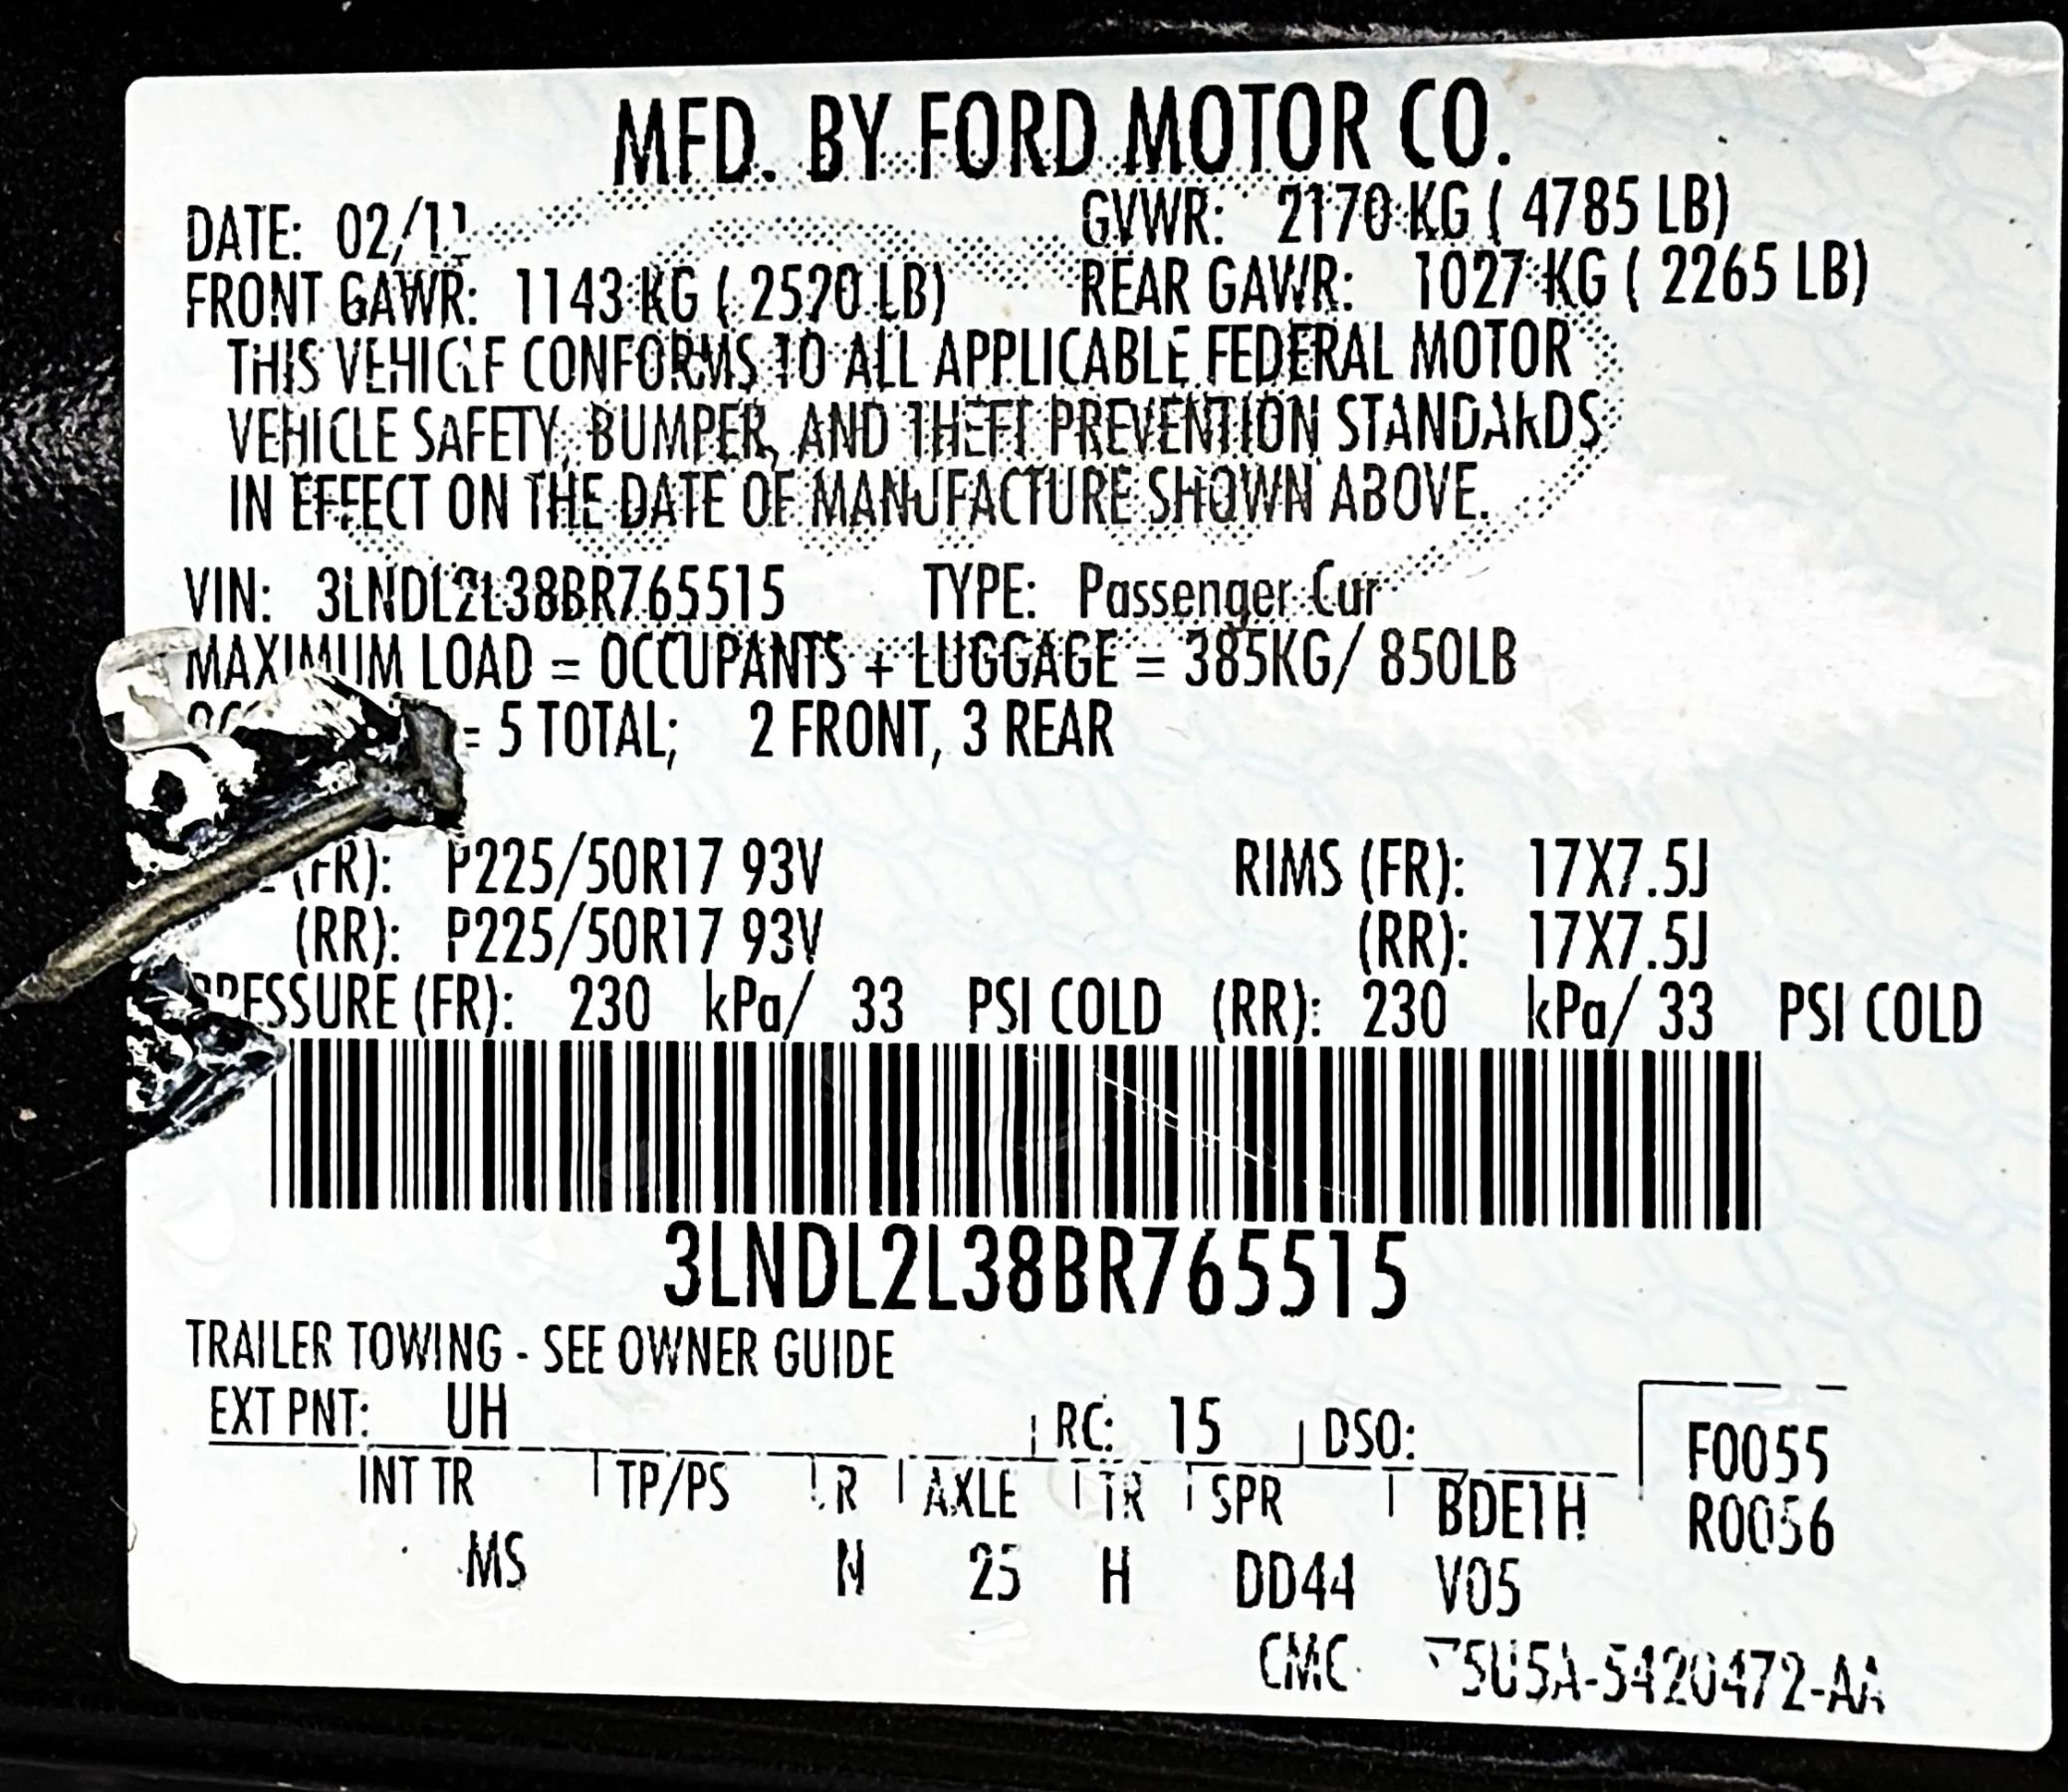 MFD. BY FORD MOTOR CO.
DATE: 02/11 GVWR: 2170 KG ( 4785 LB)
FRONT GAWR: 1143 KG ( 2520 LB) REAR GAWR: 1027 KG ( 2265 LB)
THIS VEHICLE CONFORMS TO ALL APPLICABLE FEDERAL MOTOR
VEHICLE SAFETY, BUMPER, AND THEFT PREVENTION STANDARDS
IN EFFECT ON THE DATE OF MANUFACTURE SHOWN ABOVE.
VIN: 3LNDL2L38BR765515 TYPE: Passenger Car
MAXIMUM LOAD = OCCUPANTS + LUGGAGE = 385KG/ 850LB
= 5 TOTAL; 2 FRONT, 3 REAR
(FR): P225/50R17 93V RIMS (FR): 17X7.5J
(RR): P225/50R17 93V (RR): 17X7.5J
PRESSURE (FR): 230 kPa/ 33 PSI COLD (RR): 230 kPa/ 33 PSI COLD
3LNDL2L38BR765515
TRAILER TOWING - SEE OWNER GUIDE
EXT PNT: UH RC: 15 DSO: F0055
INT TR TP/PS R AXLE TR SPR BDETH R0056
MS N 25 H DD44 V05
CMC 5U5A-5420472-AA